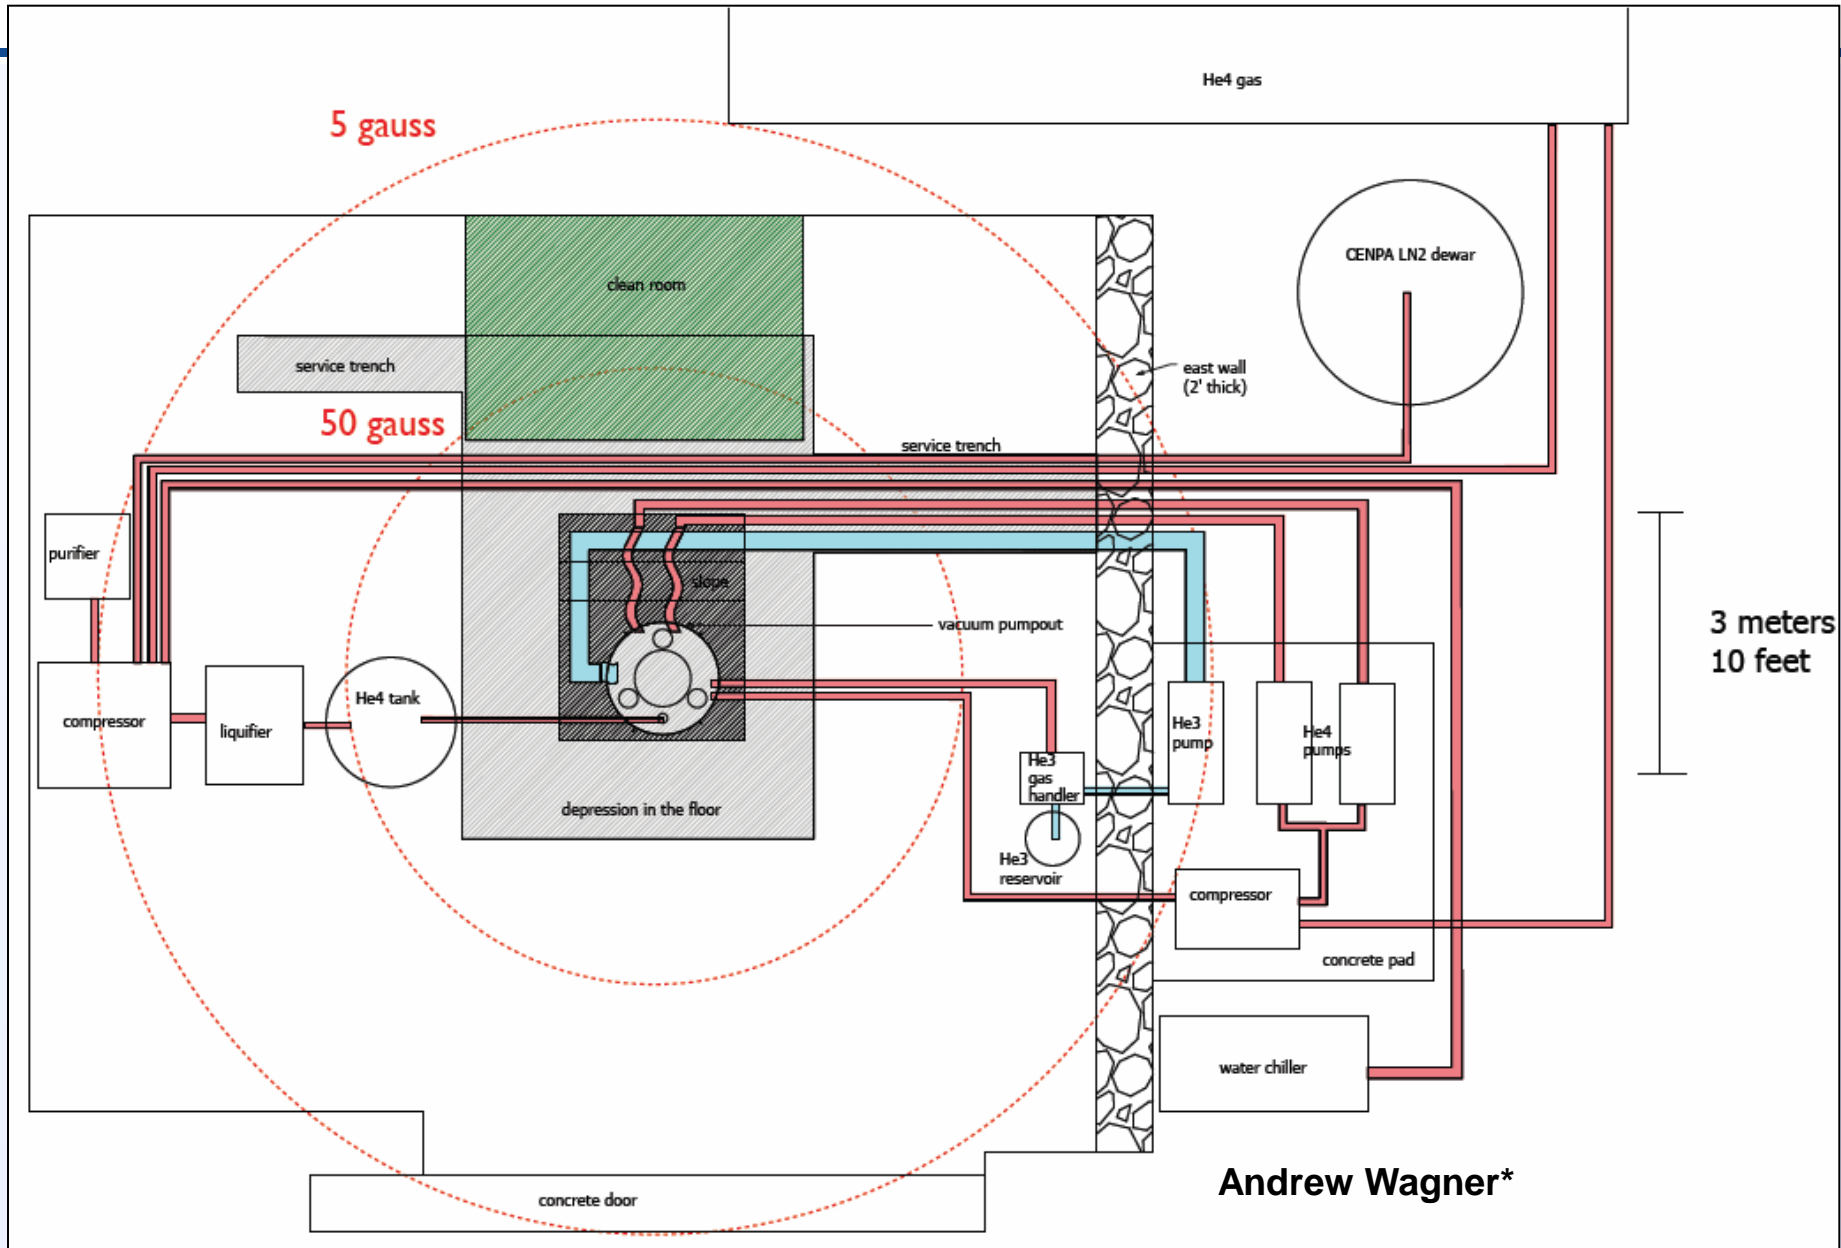 He4 gas
5 gauss
CENPA LN2 dewar
clean room
service trench
east wall
(2' thick)
50 gauss
service trench
purifier
slope
vacuum pumpout
3 meters
10 feet
He4 tank
compressor
liquifier
He3
pump
He4
pumps
He3
gas
handler
depression in the floor
He3
reservoir
compressor
concrete pad
water chiller
Andrew Wagner*
concrete door